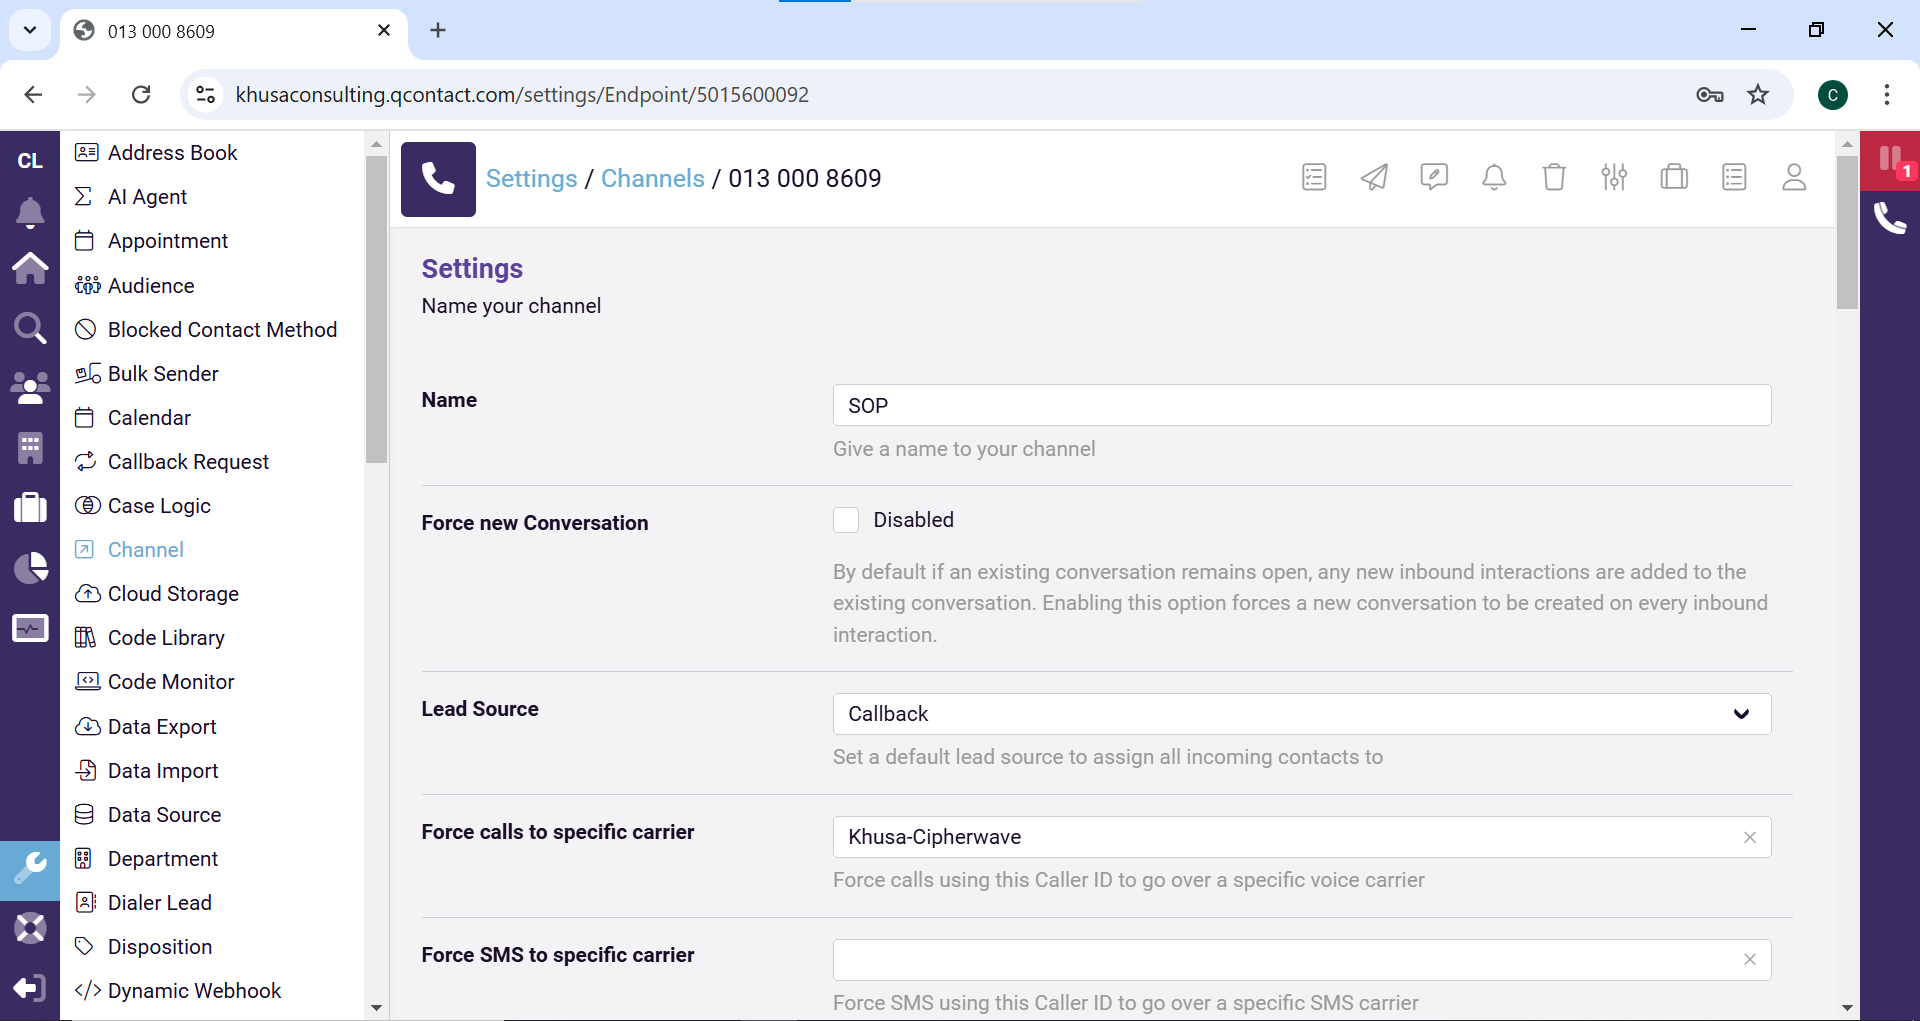 013 000 8609
khusaconsulting.qcontact.com/settings/Endpoint/5015600092
C
CL
Address Book
AI Agent
Appointment
Audience
Blocked Contact Method
Bulk Sender
Calendar
Callback Request
Case Logic
Channel
Cloud Storage
Code Library
Code Monitor
Data Export
Data Import
Data Source
Department
Dialer Lead
Disposition
Dynamic Webhook
Settings / Channels / 013 000 8609
1
Settings
Name your channel
Name
SOP
Give a name to your channel
Force new Conversation
Disabled
By default if an existing conversation remains open, any new inbound interactions are added to the
existing conversation. Enabling this option forces a new conversation to be created on every inbound
interaction.
Lead Source
Callback
Set a default lead source to assign all incoming contacts to
Force calls to specific carrier
Khusa-Cipherwave
Force calls using this Caller ID to go over a specific voice carrier
Force SMS to specific carrier
Force SMS using this Caller ID to go over a specific SMS carrier